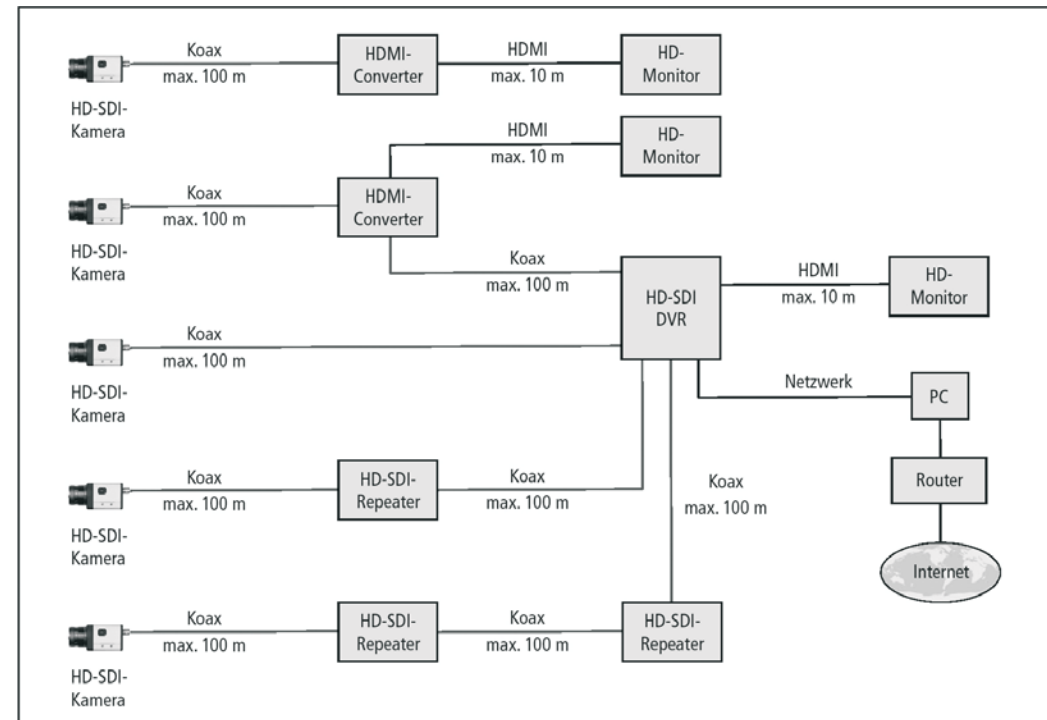 Koax
max. 100 m
HDMI-
Converter
HDMI
max. 10 m
HD-
Monitor
HD-SDI-
Kamera
HDMI
max. 10 m
HD-
Monitor
Koax
max. 100 m
HDMI-
Converter
HD-SDI-
Kamera
Koax
max. 100 m
HD-SDI
DVR
HDMI
max. 10 m
HD-
Monitor
Koax
max. 100 m
HD-SDI-
Kamera
Netzwerk
PC
Koax
max. 100 m
HD-SDI-
Repeater
Koax
max. 100 m
Koax
max. 100 m
Router
HD-SDI-
Kamera
Internet
Koax
max. 100 m
HD-SDI-
Repeater
Koax
max. 100 m
HD-SDI-
Repeater
HD-SDI-
Kamera